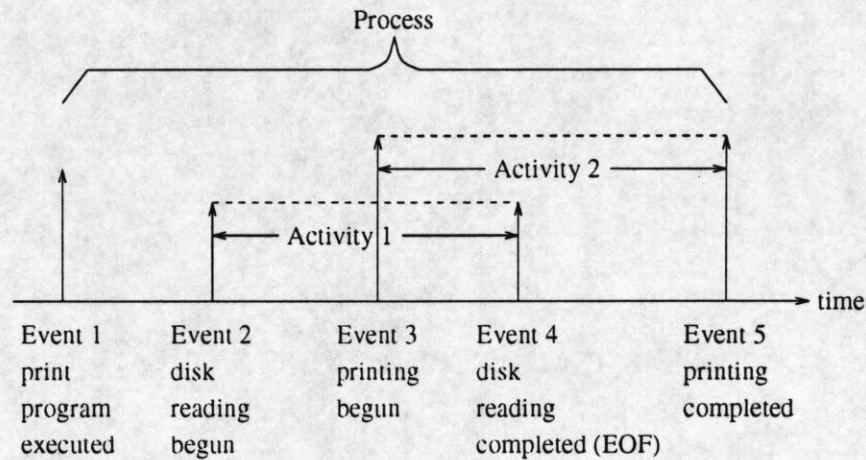 Process
Activity 2
Activity 1
time
Event 1
print
program
executed
Event 2
disk
reading
begun
Event 3
printing
begun
Event 4
disk
reading
completed (EOF)
Event 5
printing
completed